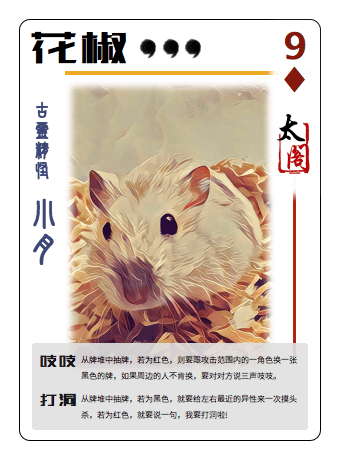 花椒
9
太阁
古灵精怪
小夕
吱吱 从牌堆中抽牌，若为红色，则要跟攻击范围内的一角色换一张
黑色的牌，如果周边的人不肯换，要对对方说三声吱吱。
打洞 从牌堆中抽牌，若为黑色，就要给左右最近的异性来一次摸头
杀，若为红色，就要说一句，我要打洞啦!